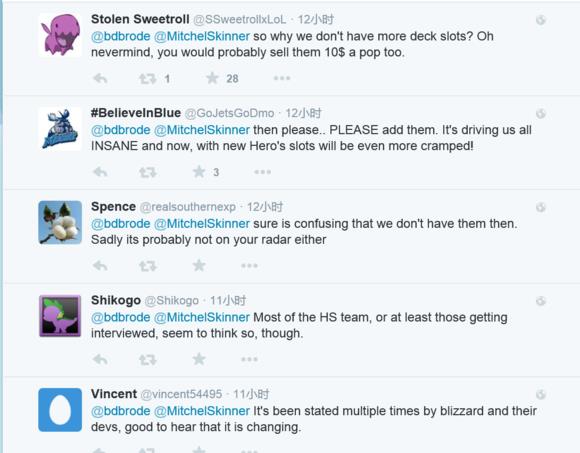 Stolen Sweetroll @SSweetrollxLoL · 12小时
@bdbrode @MitchelSkinner so why we don't have more deck slots? Oh
nevermind, you would probably sell them 10$ a pop too.
1 28
#BelieveInBlue @GoJetsGoDmo · 12小时
@bdbrode @MitchelSkinner then please.. PLEASE add them. It's driving us all
INSANE and now, with new Hero's slots will be even more cramped!
3
Spence @realsouthernexp · 12小时
@bdbrode @MitchelSkinner sure is confusing that we don't have them then.
Sadly its probably not on your radar either
Shikogo @Shikogo · 11小时
@bdbrode @MitchelSkinner Most of the HS team, or at least those getting
interviewed, seem to think so, though.
Vincent @vincent54495 · 11小时
@bdbrode @MitchelSkinner It's been stated multiple times by blizzard and their
devs, good to hear that it is changing.